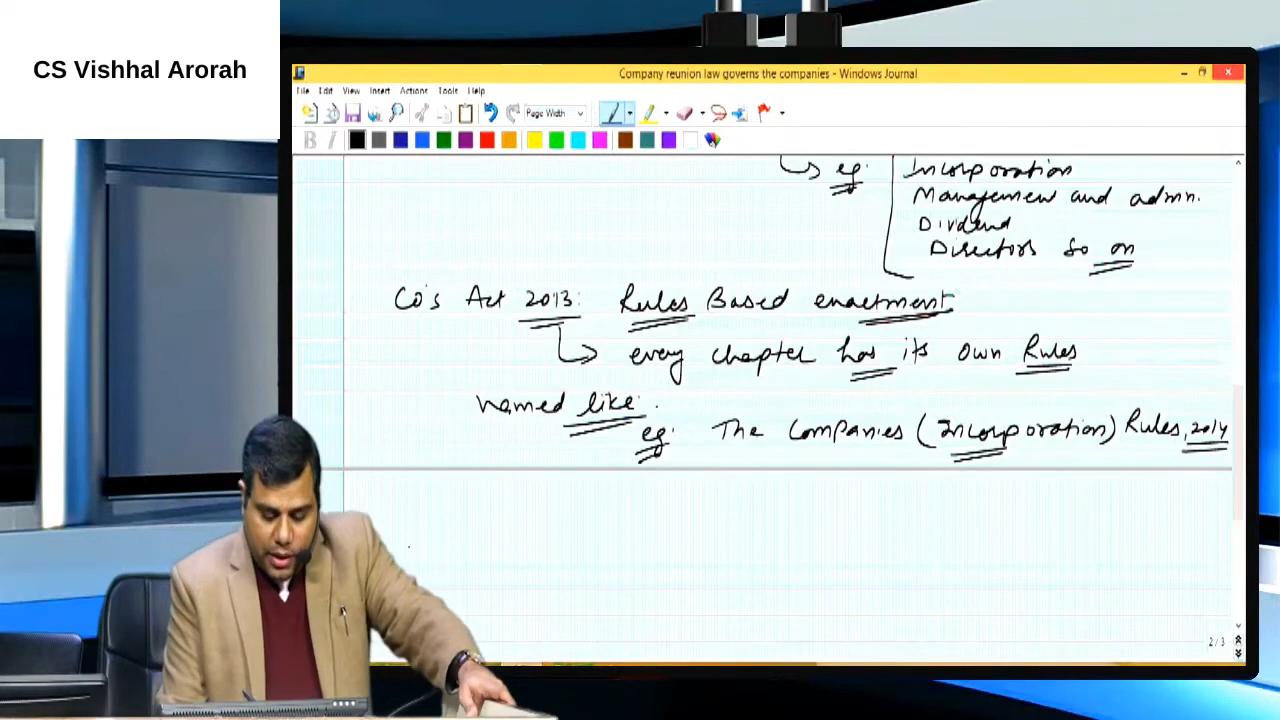 CS Vishhal Arorah
Company reunion law governs the companies - Windows Journal
File Edit View Insert Actions Tools Help
Page Width
B I
eg. Incorporation
Management and admn.
Dividend
Directors So on
Co's Act 2013: Rules Based enactment
every chapter has its own Rules
named like:
eg: The Companies (Incorporation) Rules, 2014
2 / 3